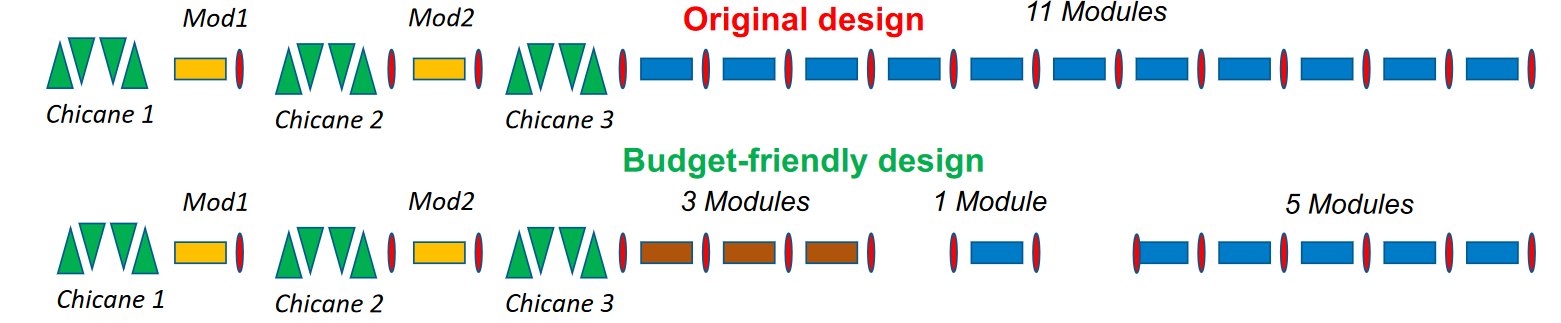 Mod1
Mod2
Original design
11 Modules
Chicane 1
Chicane 2
Chicane 3
Budget-friendly design
Mod1
Mod2
3 Modules
1 Module
5 Modules
Chicane 1
Chicane 2
Chicane 3